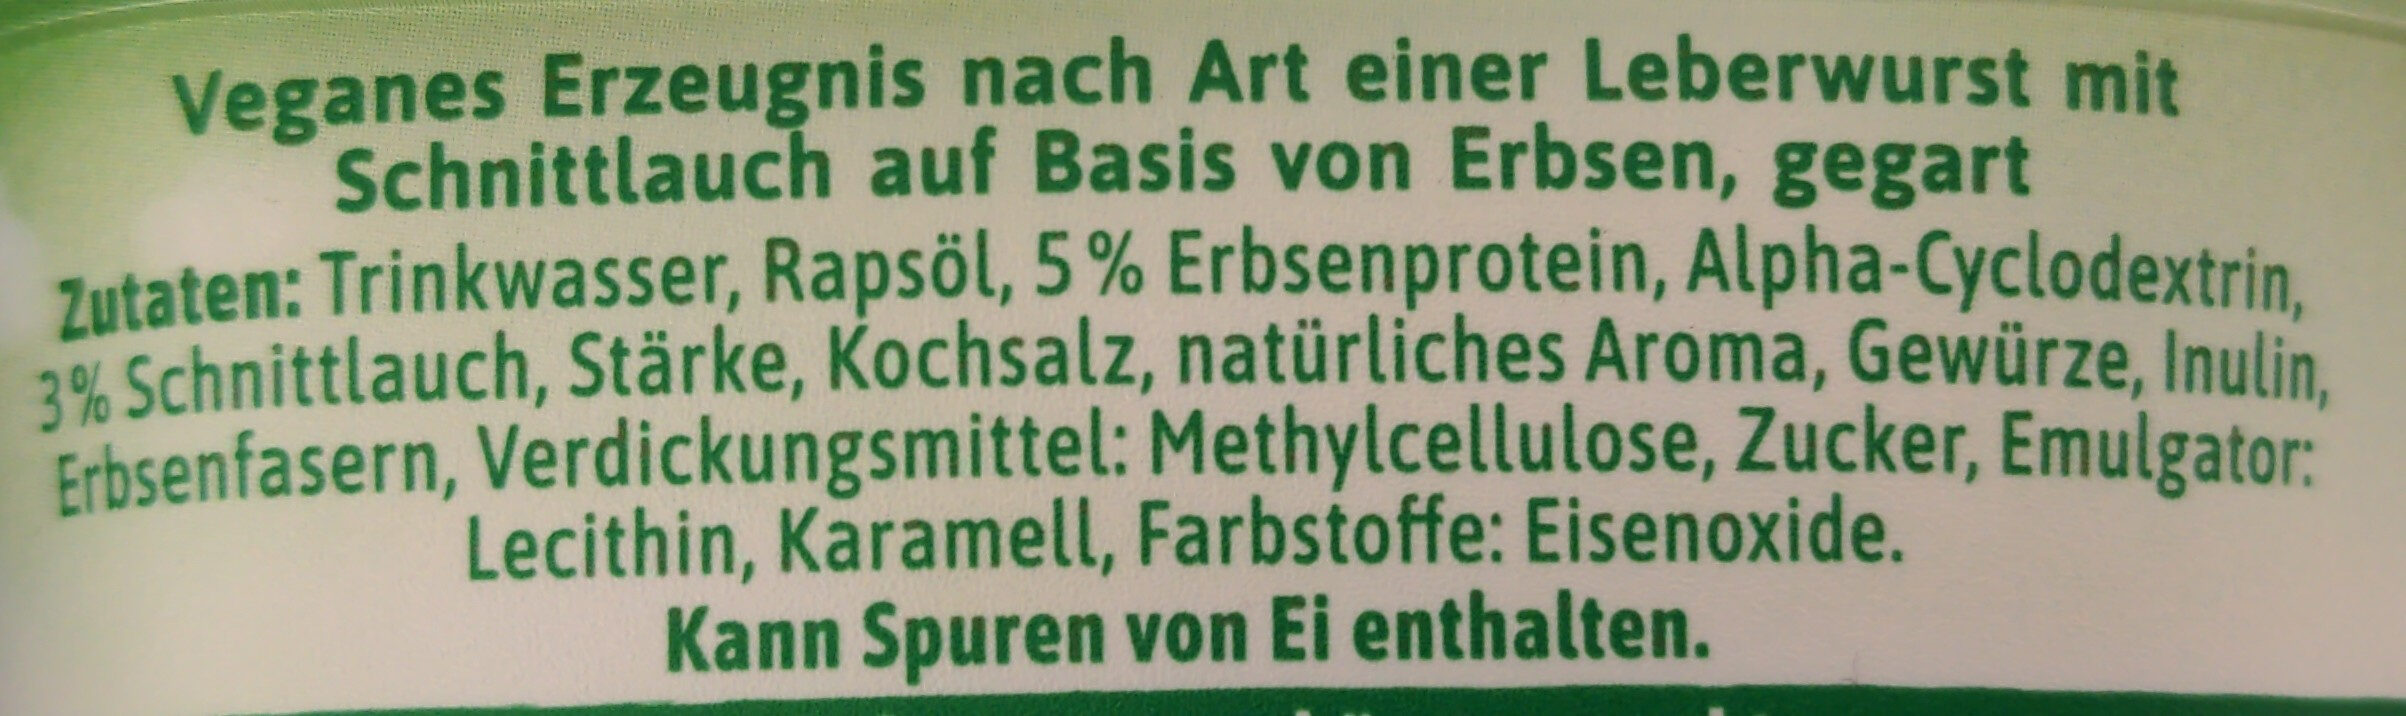 Veganes Erzeugnis nach Art einer Leberwurst mit
Schnittlauch auf Basis von Erbsen, gegart
Zutaten: Trinkwasser, Rapsöl, 5 % Erbsenprotein, Alpha-Cyclodextrin,
3% Schnittlauch, Stärke, Kochsalz, natürliches Aroma, Gewürze, Inulin,
Erbsenfasern, Verdickungsmittel: Methylcellulose, Zucker, Emulgator:
Lecithin, Karamell, Farbstoffe: Eisenoxide.
Kann Spuren von Ei enthalten.